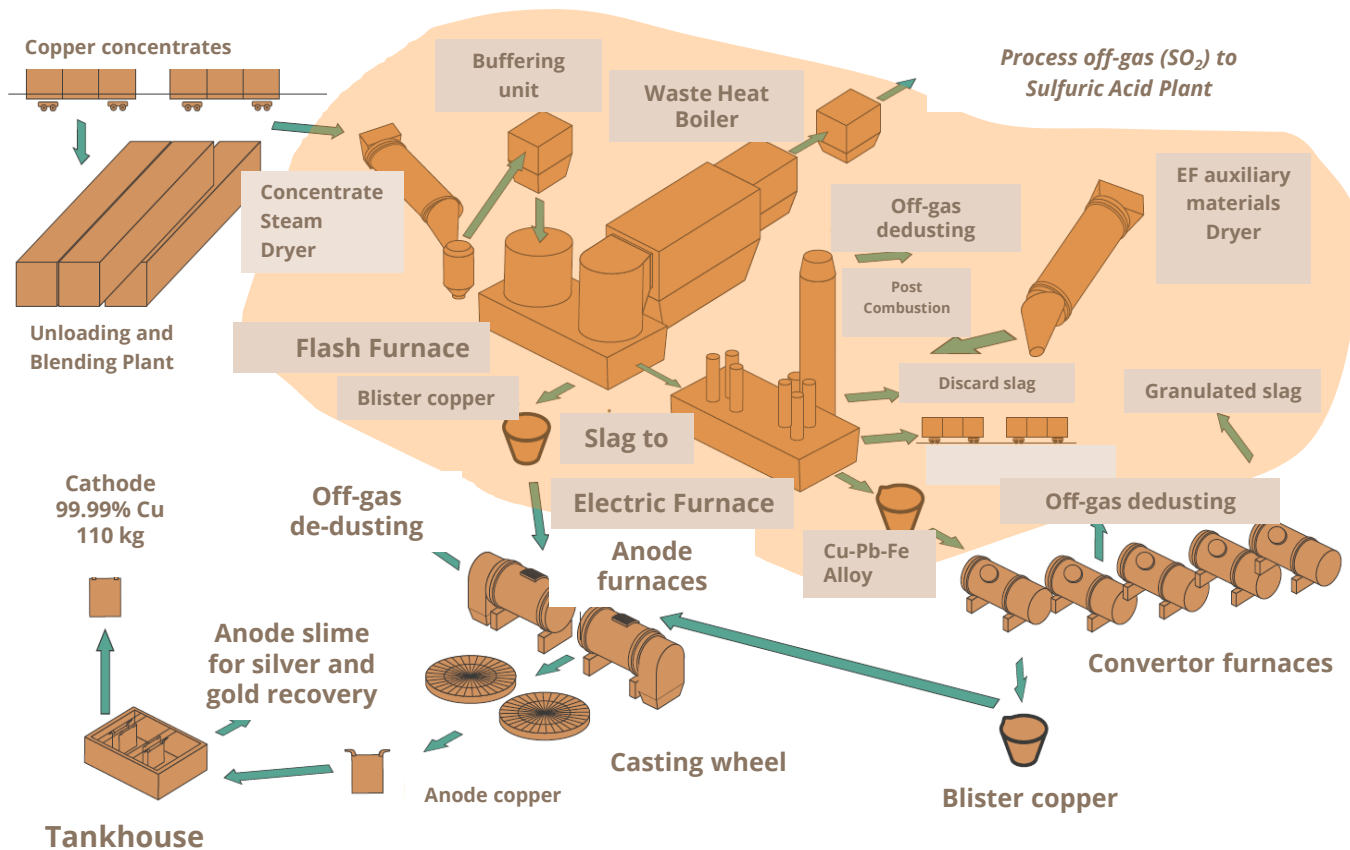 Copper concentrates
Buffering
unit
Waste Heat
Boiler
Process off-gas (SO₂) to
Sulfuric Acid Plant
Concentrate
Steam
Dryer
Off-gas
dedusting
EF auxiliary
materials
Dryer
Post
Combustion
Unloading and
Blending Plant
Flash Furnace
Blister copper
Discard slag
Granulated slag
Slag to
Electric Furnace
Off-gas dedusting
Cathode
99.99% Cu
110 kg
Off-gas
de-dusting
Anode
furnaces
Cu-Pb-Fe
Alloy
Anode slime
for silver and
gold recovery
Convertor furnaces
Casting wheel
Anode copper
Blister copper
Tankhouse